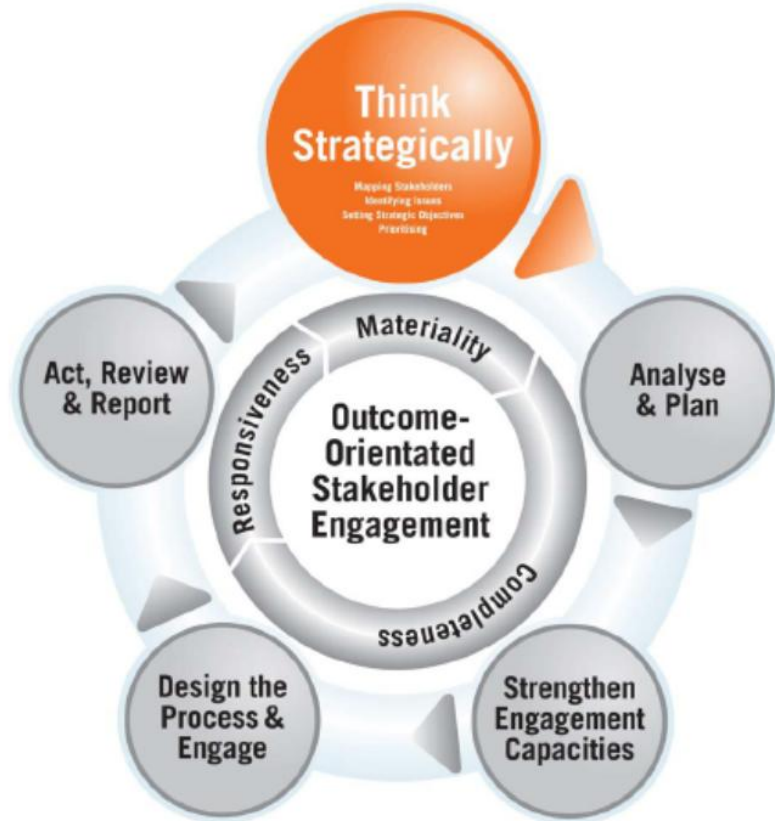 Think
Strategically
Mapping Stakeholders
Identifying Issues
Setting Strategic Objectives
Prioritising
Analyse
& Plan
Strengthen
Engagement
Capacities
Design the
Process &
Engage
Act, Review
& Report
Materiality
Completeness
Responsiveness
Outcome-
Orientated
Stakeholder
Engagement